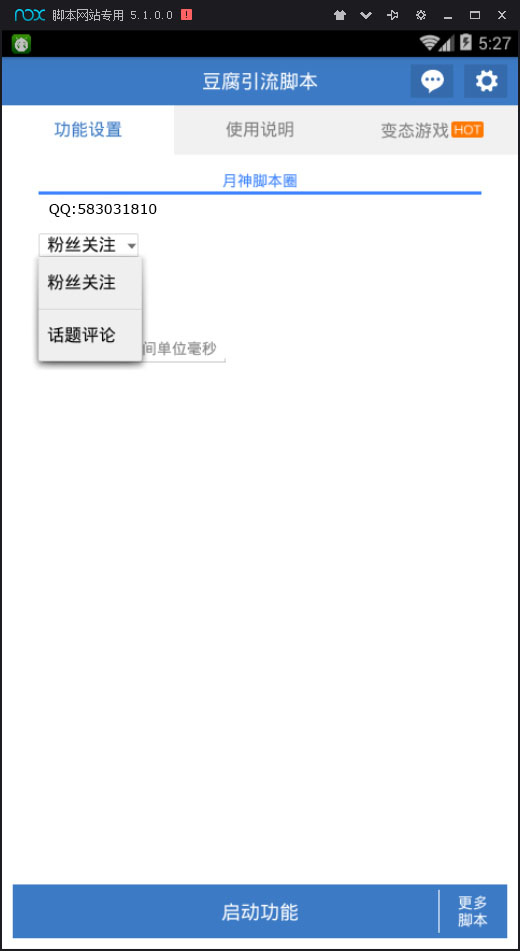 nox 脚本网站专用 5.1.0.0
5:27
豆腐引流脚本
功能设置 使用说明 变态游戏 HOT
月神脚本圈
QQ:583031810
粉丝关注
粉丝关注
话题评论
间单位毫秒
启动功能
更多
脚本